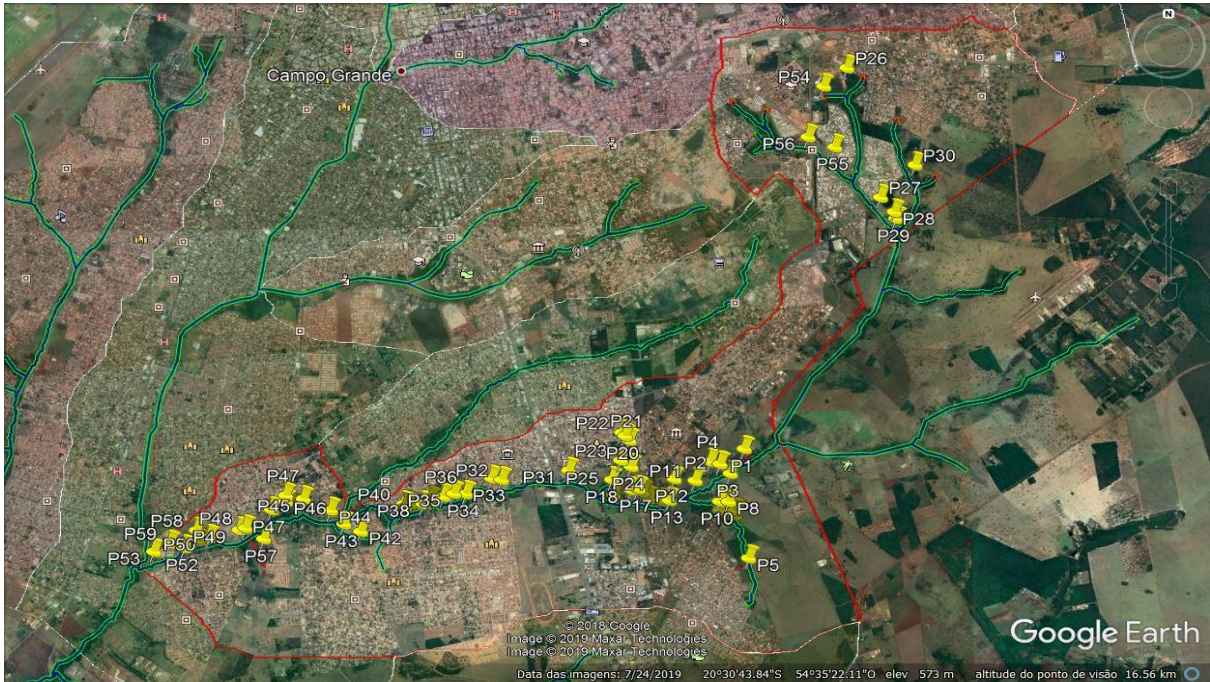 N
P26
P54
Campo Grande
P56
P55
P30
P27
P28
P29
P22 P21
P4
P23 P20
P2
P1
P47
P36 P32
P31
P25
P24
P11
P12
P3
P40
P35
P33
P18
P17
P13
P10
P8
P45
P46
P38
P34
P58
P48
P44
P59
P50
P49
P47
P43
P42
P53
P52
P57
P5
© 2018 Google
Image © 2019 Maxar Technologies
Image © 2019 Maxar Technologies
Google Earth
Data das imagens: 7/24/2019 20°30'43.84"S 54°35'22.11"O elev 573 m altitude do ponto de visão 16.56 km